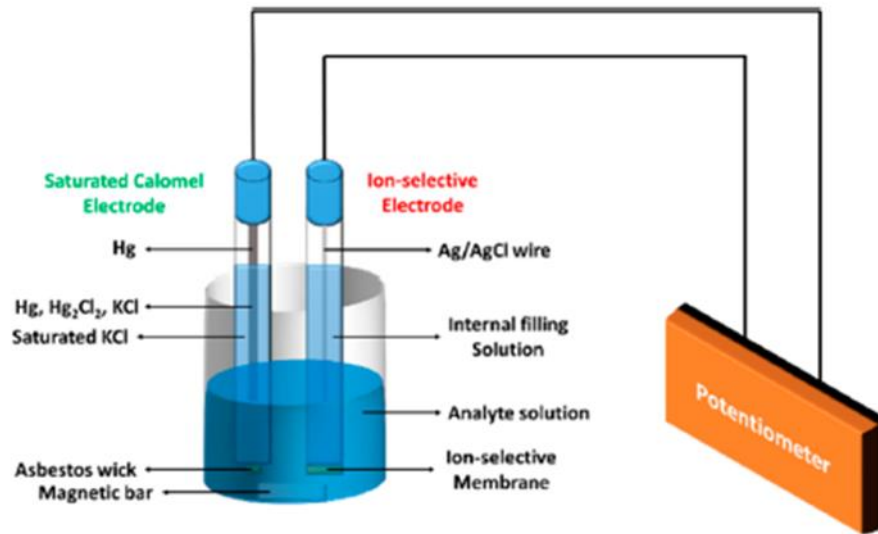 Saturated Calomel
Electrode
Ion-selective
Electrode
Hg
Ag/AgCl wire
Hg, Hg₂Cl₂, KCl
Saturated KCl
Internal filling
Solution
Analyte solution
Asbestos wick
Magnetic bar
Ion-selective
Membrane
Potentiometer